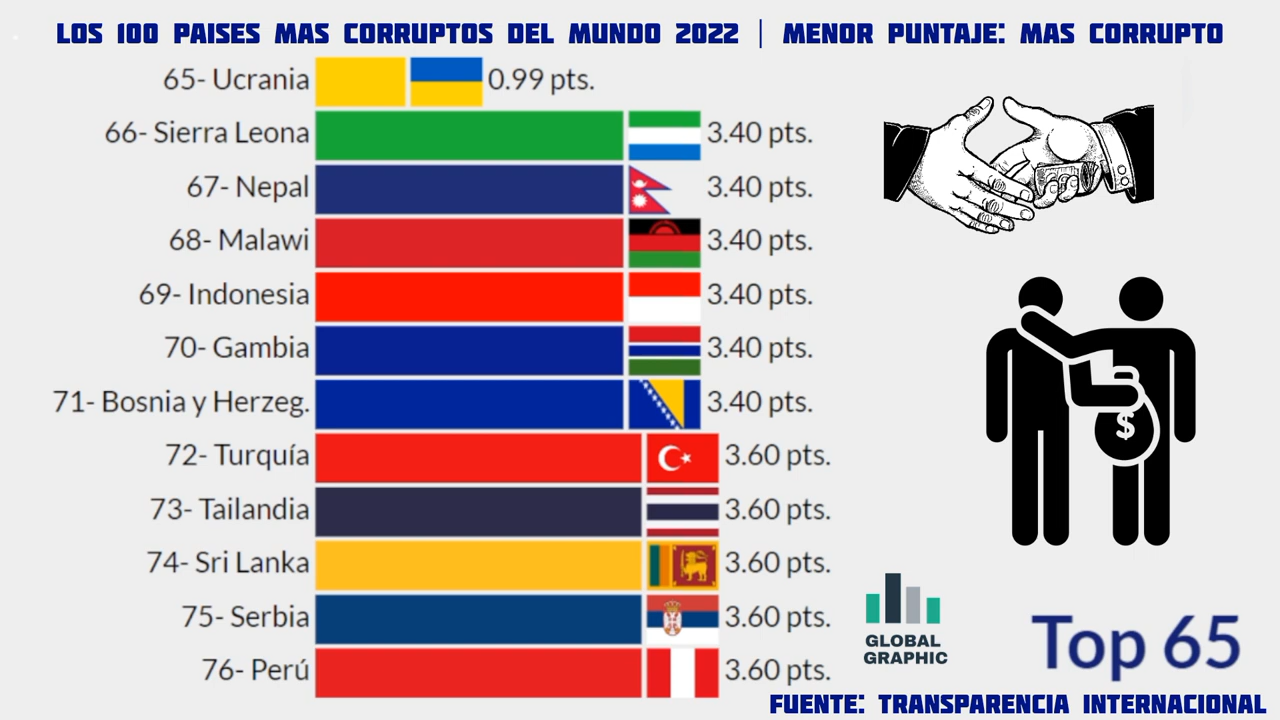 LOS 100 PAISES MAS CORRUPTOS DEL MUNDO 2022 | MENOR PUNTAJE: MAS CORRUPTO
65- Ucrania 0.99 pts.
66- Sierra Leona 3.40 pts.
67- Nepal 3.40 pts.
68- Malawi 3.40 pts.
69- Indonesia 3.40 pts.
70- Gambia 3.40 pts.
71- Bosnia y Herzeg. 3.40 pts.
72- Turquía 3.60 pts.
73- Tailandia 3.60 pts.
74- Sri Lanka 3.60 pts.
75- Serbia 3.60 pts.
76- Perú 3.60 pts.
$
GLOBAL
GRAPHIC
Top 65
FUENTE: TRANSPARENCIA INTERNACIONAL